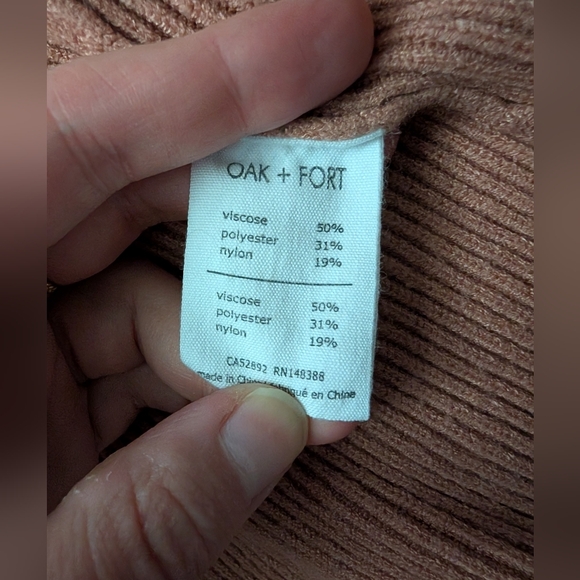 OAK + FORT
viscose 50%
polyester 31%
nylon 19%
viscose 50%
polyester 31%
nylon 19%
CA52892 RN148388
made in en Chine